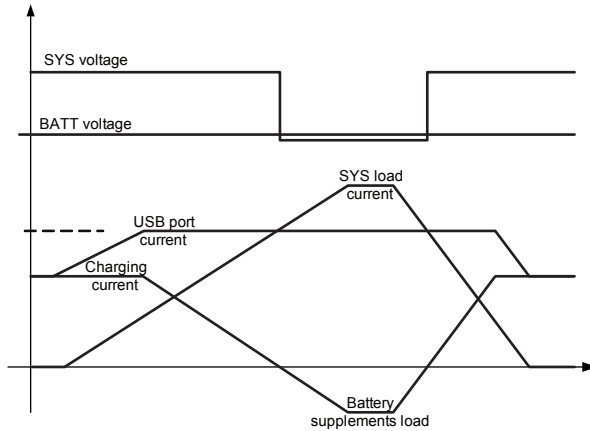 SYS voltage
BATT voltage
SYS load
current
USB port
current
Charging
current
Battery
supplements load